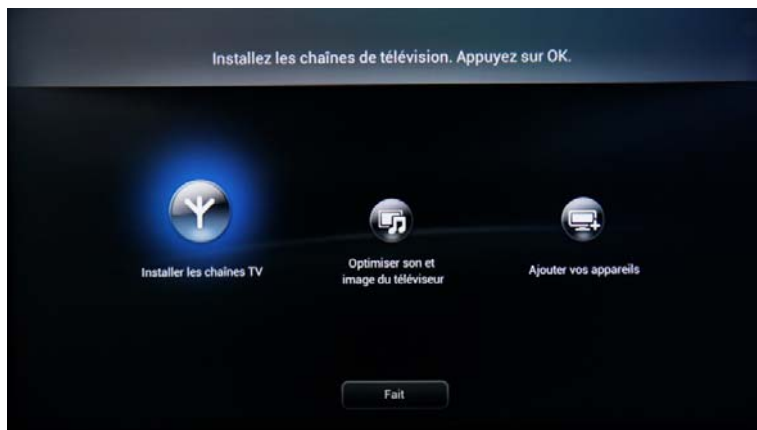 Installez les chaînes de télévision. Appuyez sur OK.
Installer les chaînes TV
Optimiser son et
image du téléviseur
Ajouter vos appareils
Fait